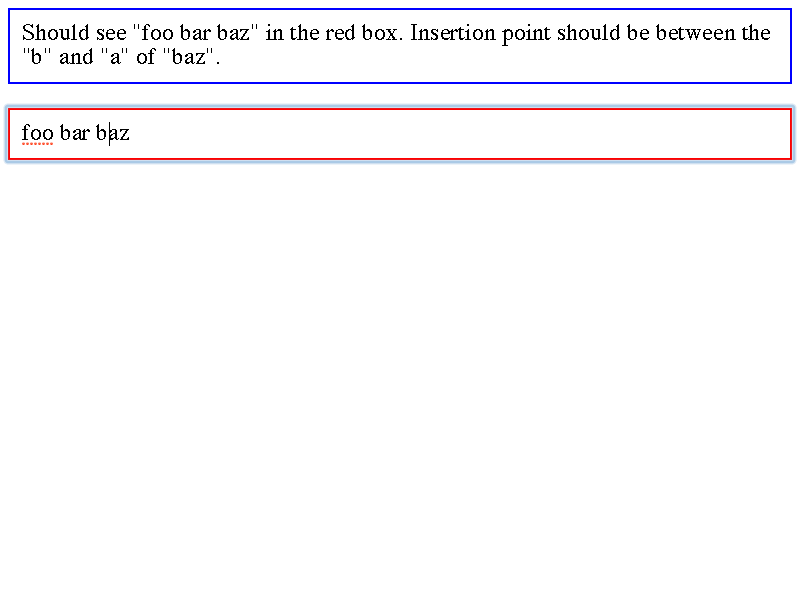 Should see "foo bar baz" in the red box. Insertion point should be between the
"b" and "a" of "baz".
foo bar baz